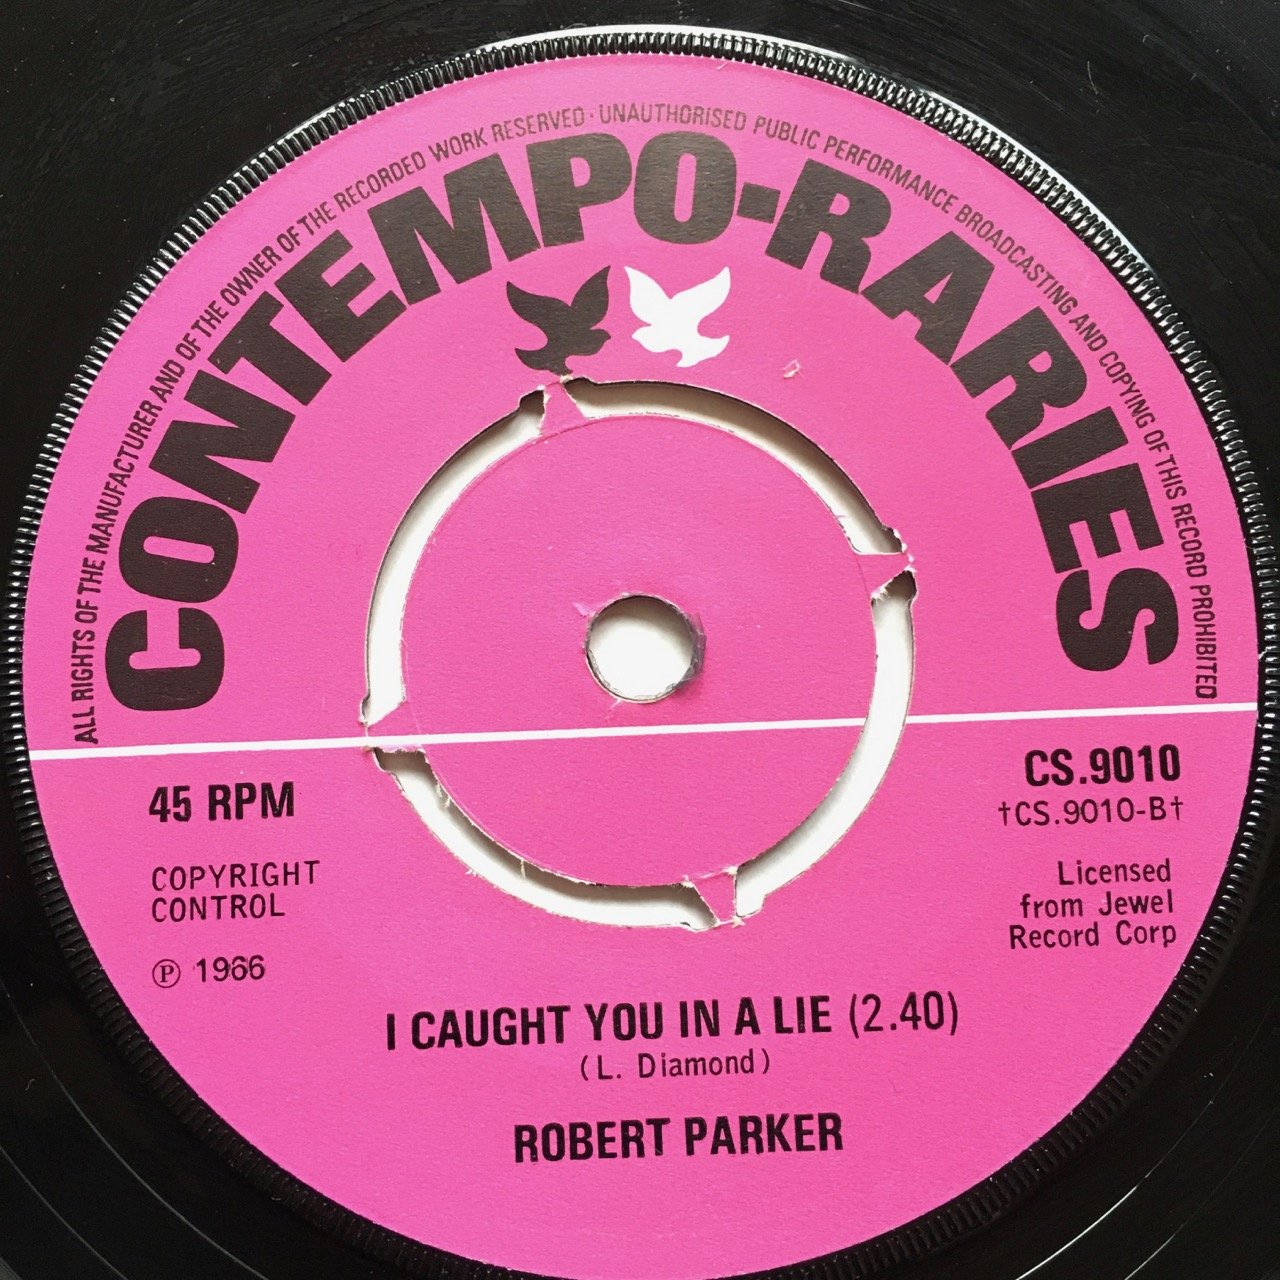 ALL RIGHTS OF THE MANUFACTURER AND OF THE OWNER OF THE RECORDED WORK RESERVED · UNAUTHORISED PUBLIC PERFORMANCE BROADCASTING AND COPYING OF THIS RECORD PROHIBITED
CONTEMPO-RARIES
45 RPM
CS.9010
†CS.9010-B†
COPYRIGHT
CONTROL
℗ 1966
Licensed
from Jewel
Record Corp
I CAUGHT YOU IN A LIE (2.40)
(L. Diamond)
ROBERT PARKER